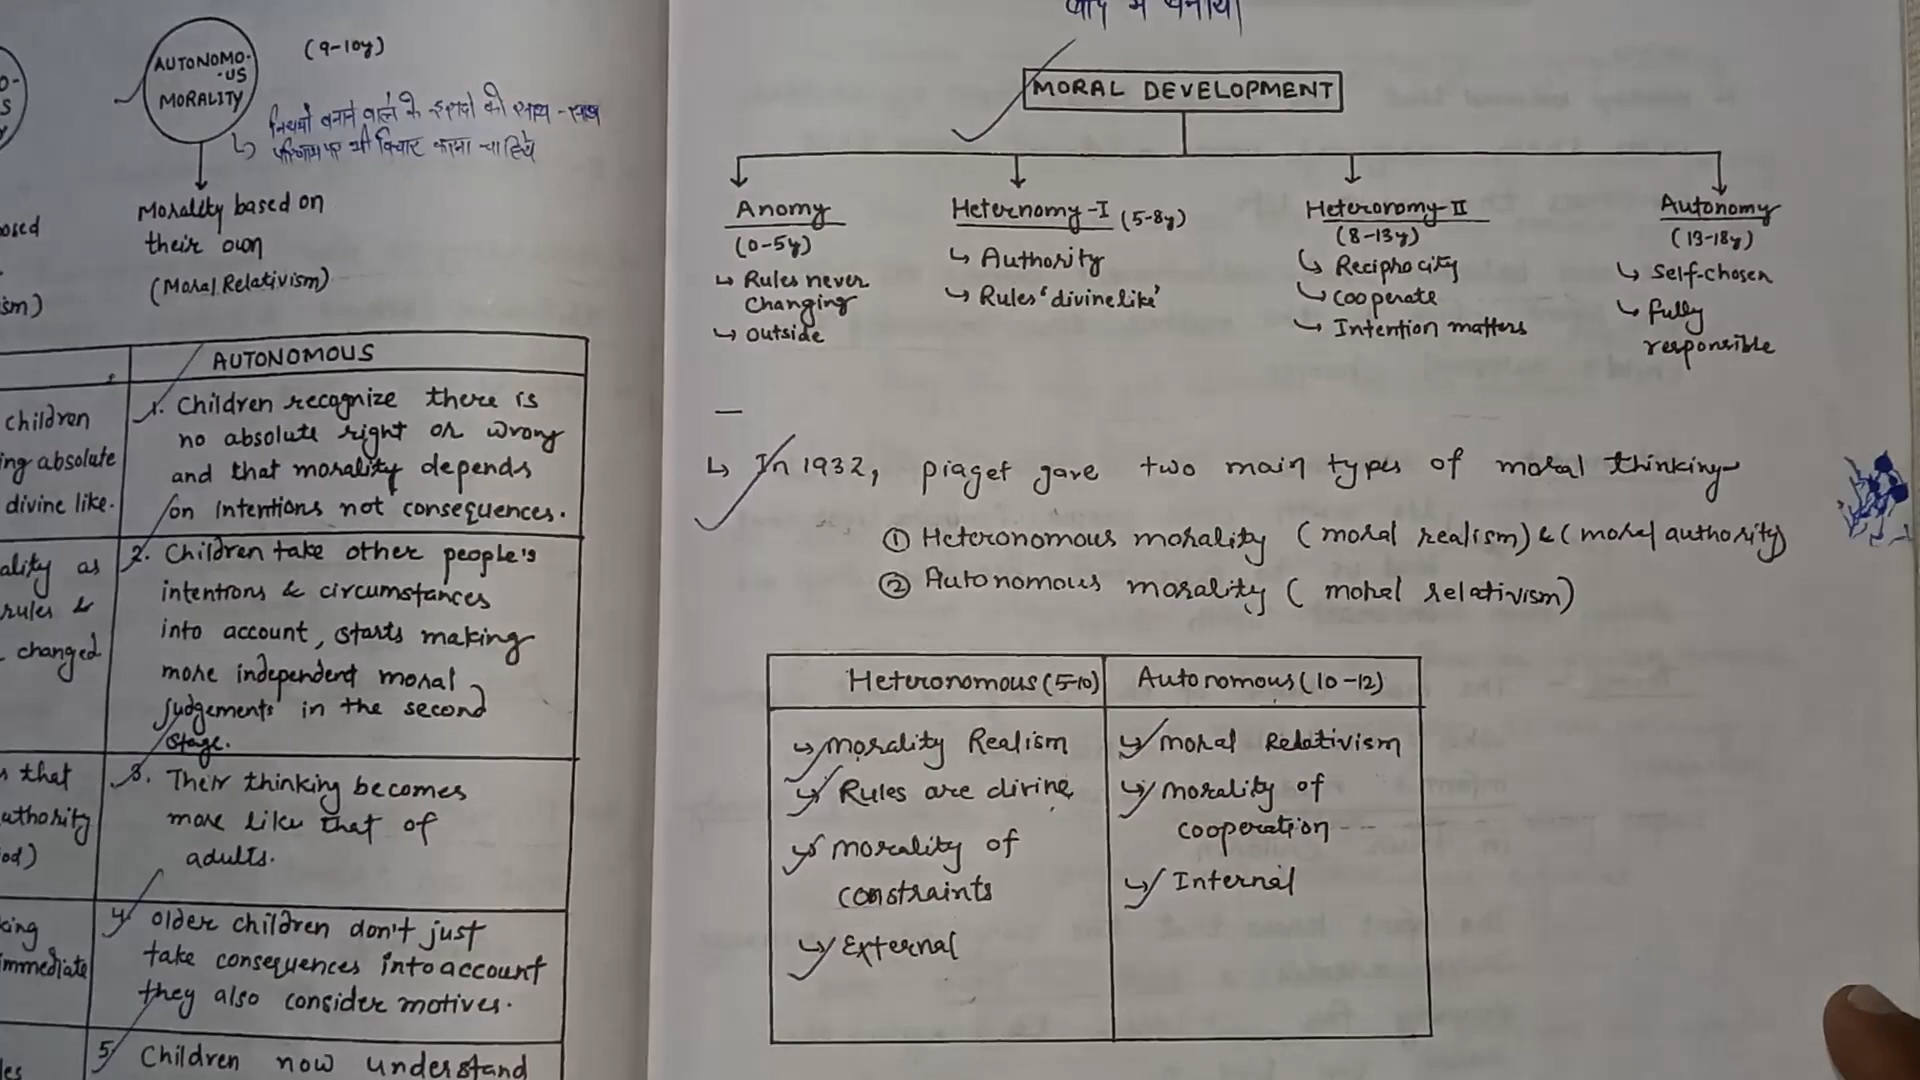 AUTONOMO-
-US
MORALITY
(9-10y)
नियमों बनाने वाले के इरादों को साथ-साथ
परिणाम पर भी विचार करना चाहिये
Morality based on
their own
(Moral Relativism)
osed
ism)
AUTONOMOUS
children
ing absolute
divine like.
1. Children recognize there is
no absolute right or wrong
and that morality depends
on intentions not consequences.
ality as
rules &
changed
2. Children take other people's
intentions & circumstances
into account, starts making
more independent moral
judgements in the second
stage.
s that
authority
od)
3. Their thinking becomes
more like that of
adults.
king
immediate
4. older children don't just
take consequences into account
they also consider motives.
les
5. Children now understand
बाद में बनाया
MORAL DEVELOPMENT
Anomy
(0-5y)
↳ Rules never
changing
↳ outside
Heternomy-I (5-8y)
↳ Authority
↳ Rules 'divine like'
Heteronomy-II
(8-13y)
↳ Reciprocity
↳ cooperate
↳ Intention matters
Autonomy
(13-18y)
↳ Self-chosen
↳ fully
responsible
↳ In 1932, piaget gave two main types of moral thinking-
① Heteronomous morality (moral realism) & (moral authority)
② Autonomous morality (moral relativism)
Heteronomous (5-10)
↳ morality Realism
↳ Rules are divine
↳ morality of
constraints
↳ External
Autonomous (10-12)
↳ moral Relativism
↳ morality of
cooperation
↳ Internal